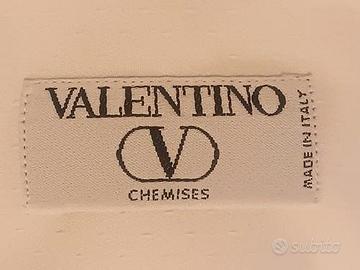 VALENTINO
V
CHEMISES
MADE IN ITALY
subito